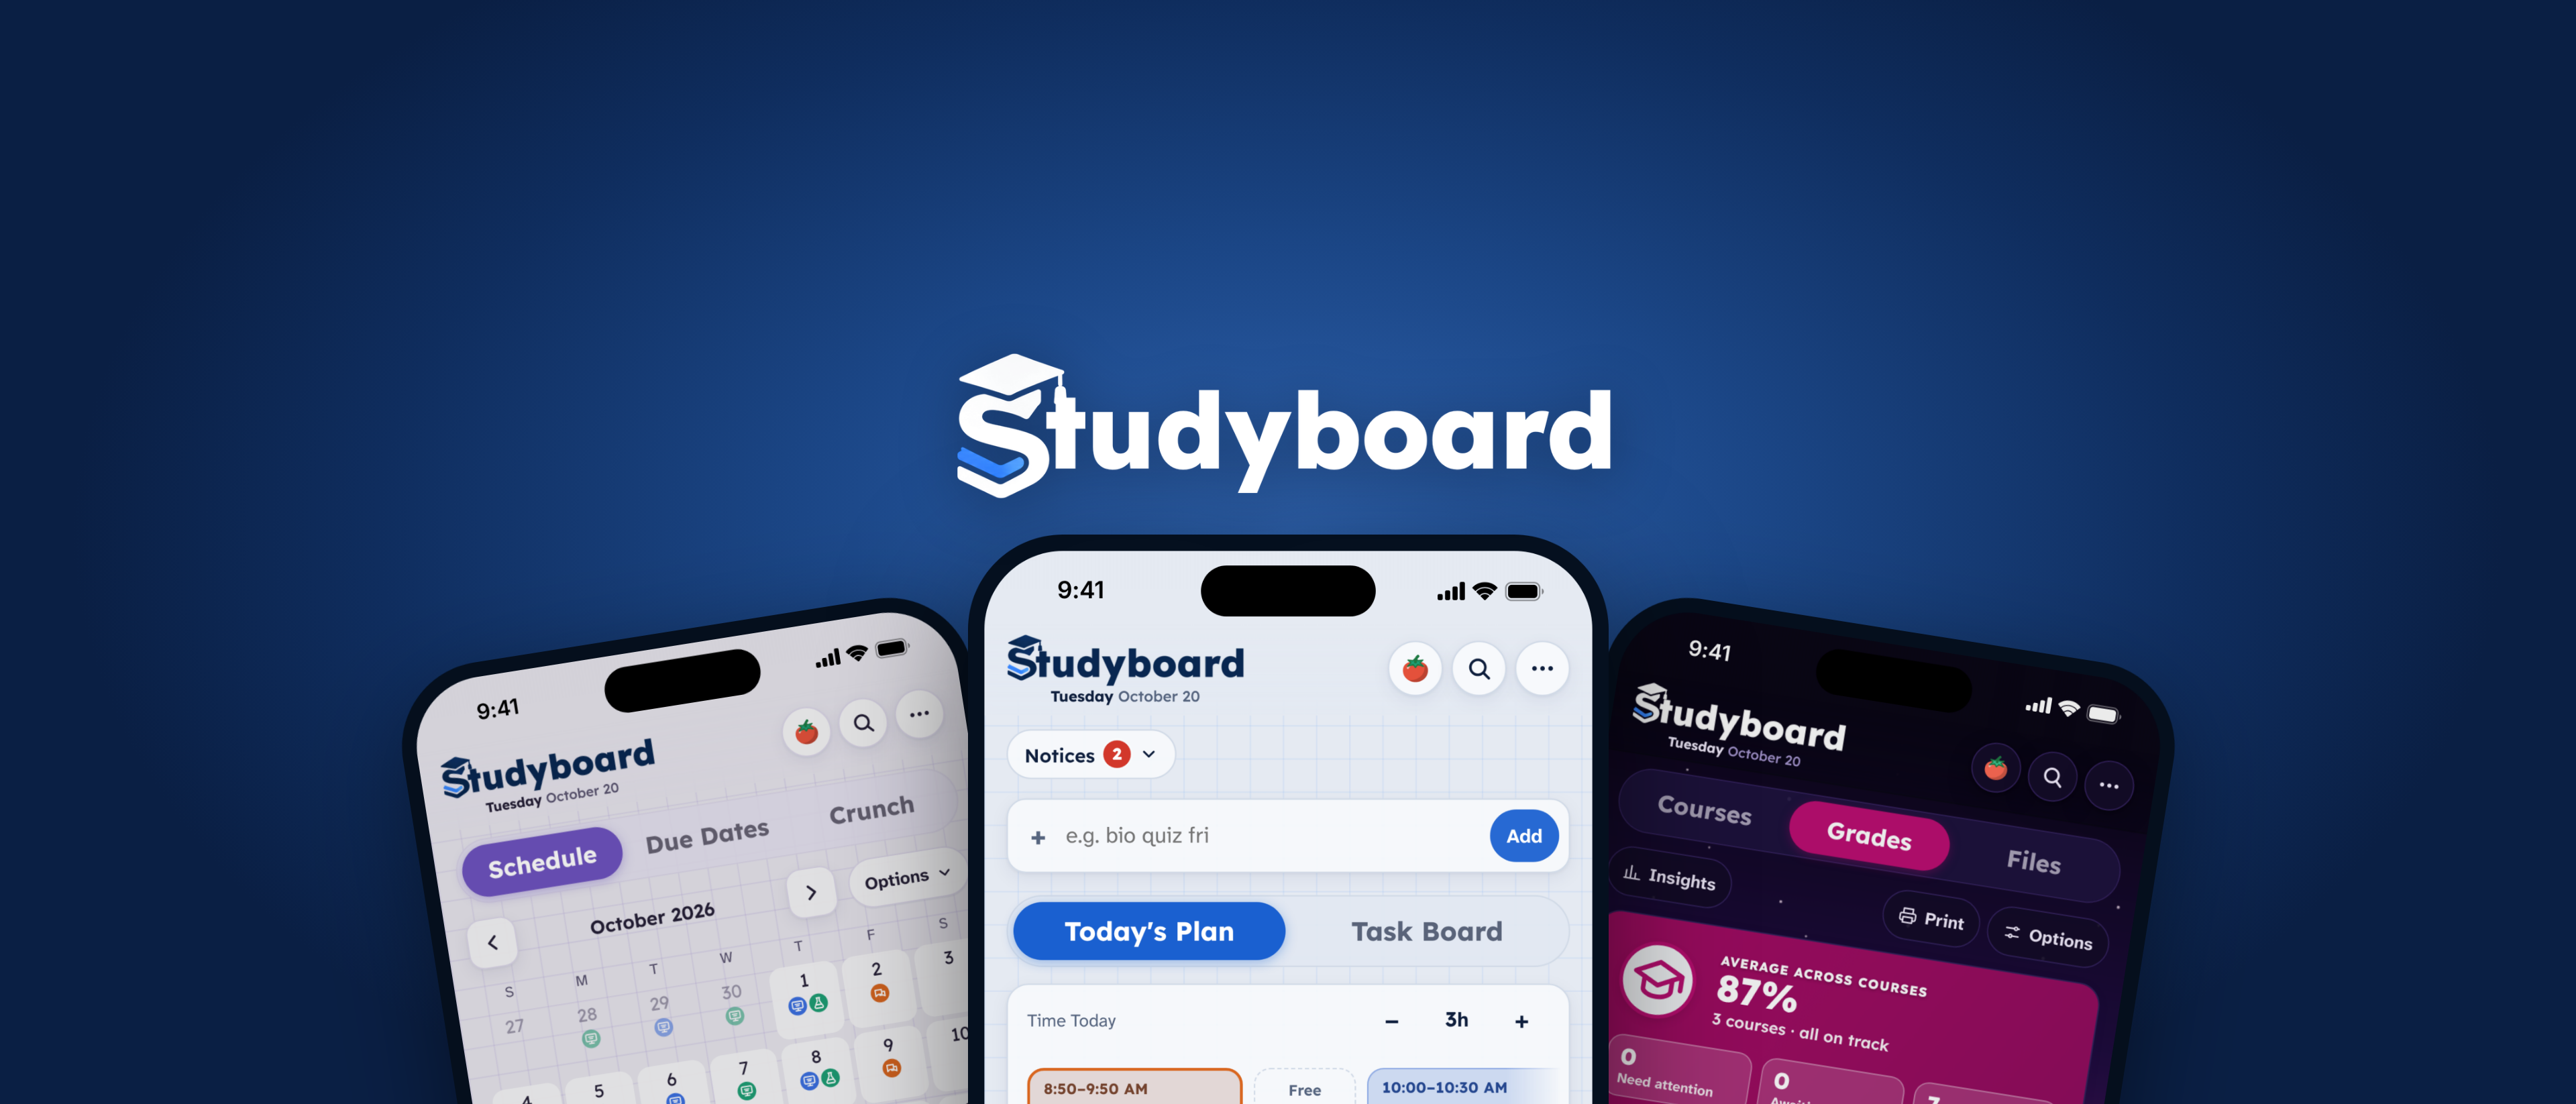 Studyboard
9:41
Studyboard
Tuesday October 20
Schedule Due Dates Crunch
October 2026
Options
S M T W T F S
27 28 29 30 1 2 3
4 5 6 7 8 9 10
9:41
Studyboard
Tuesday October 20
Notices 2
+ e.g. bio quiz fri Add
Today's Plan Task Board
Time Today − 3h +
8:50–9:50 AM Free 10:00–10:30 AM
9:41
Studyboard
Tuesday October 20
Courses Grades Files
Insights Print Options
AVERAGE ACROSS COURSES
87%
3 courses · all on track
0
Need attention
0